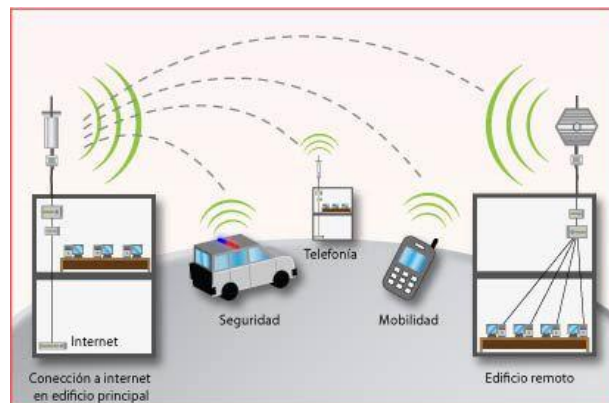 Telefonía
Seguridad
Mobilidad
Internet
Conección a internet
en edificio principal
Edificio remoto